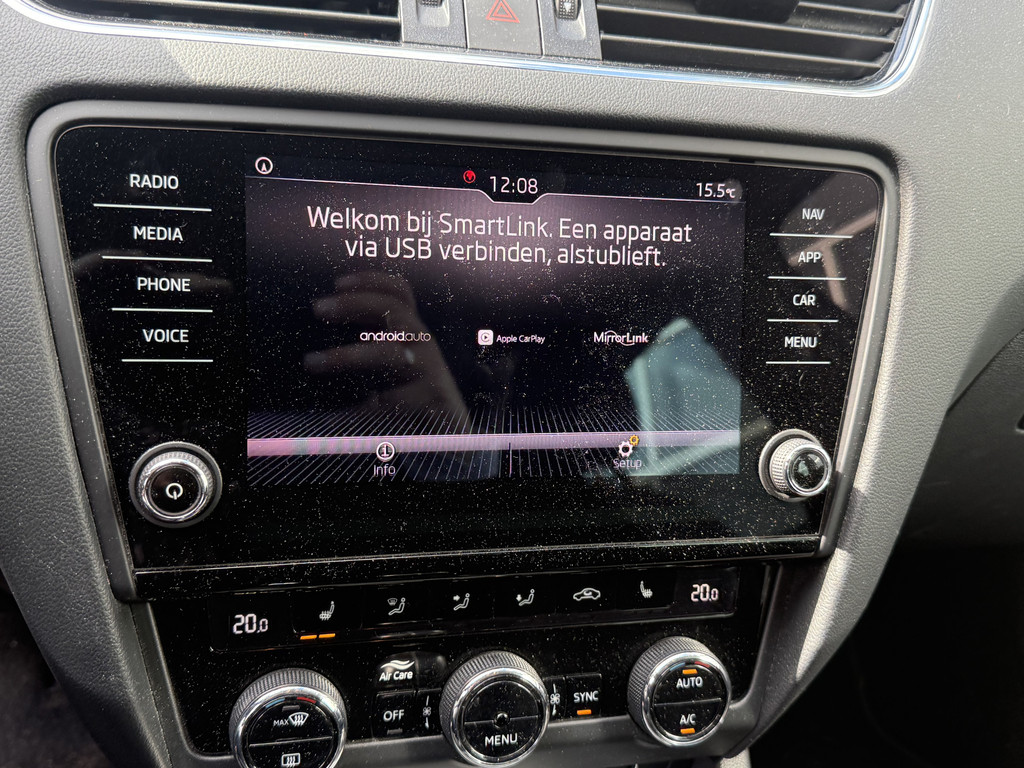 12:08
15.5°C
RADIO
MEDIA
PHONE
VOICE
Welkom bij SmartLink. Een apparaat
via USB verbinden, alstublieft.
androidauto
Apple CarPlay
MirrorLink
Info
Setup
NAV
APP
CAR
MENU
20.0
20.0
Air Care
MAX
OFF
MENU
SYNC
AUTO
A/C